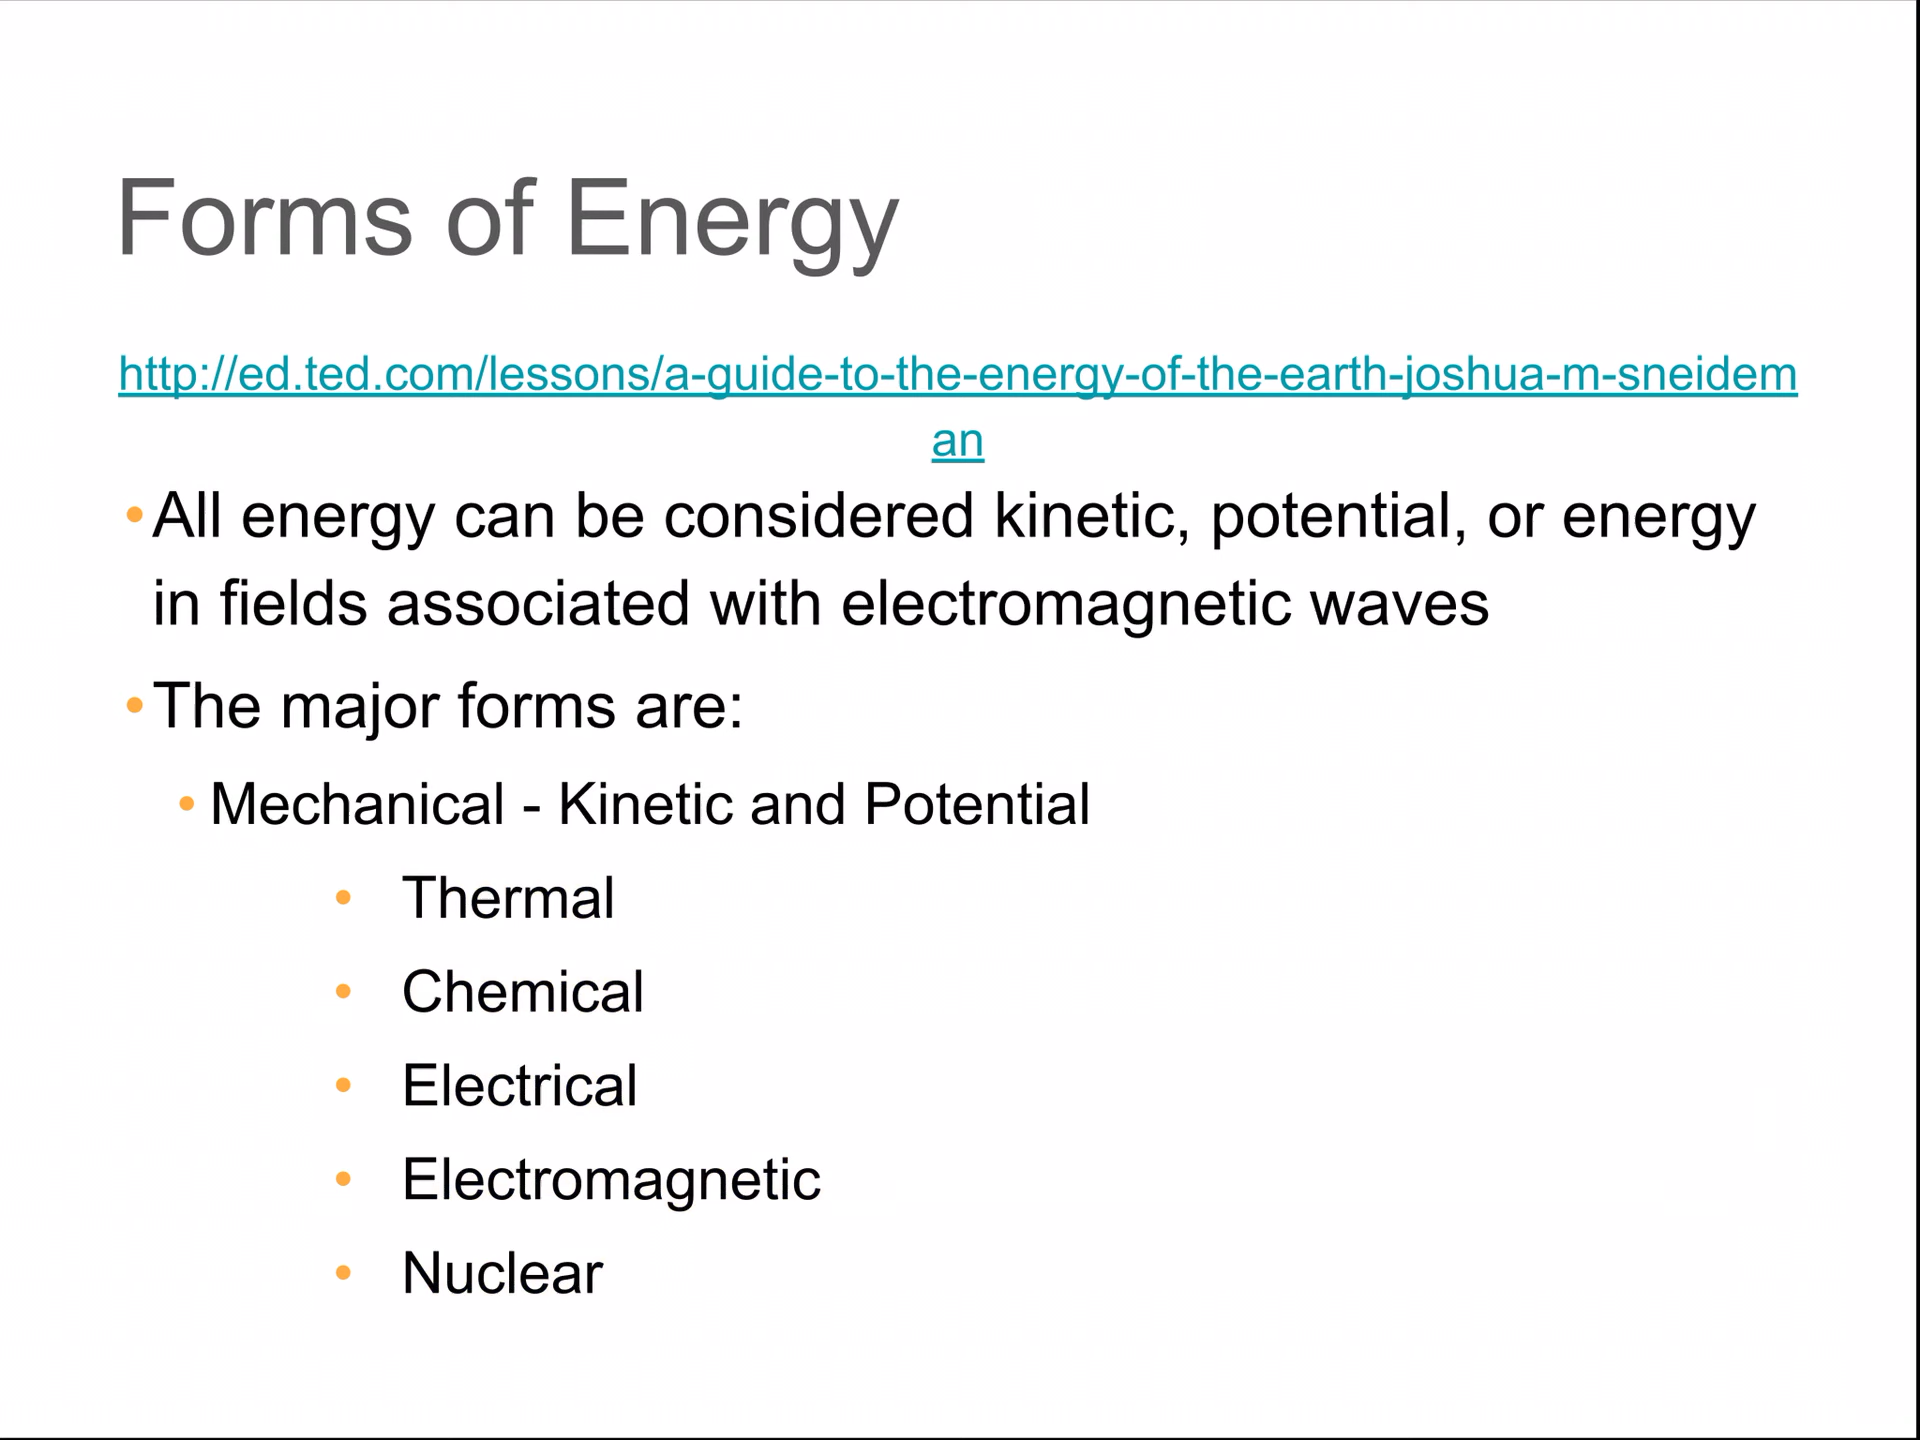 Forms of Energy
http://ed.ted.com/lessons/a-guide-to-the-energy-of-the-earth-joshua-m-sneidem
an
•All energy can be considered kinetic, potential, or energy
in fields associated with electromagnetic waves
•The major forms are:
• Mechanical - Kinetic and Potential
• Thermal
• Chemical
• Electrical
• Electromagnetic
• Nuclear